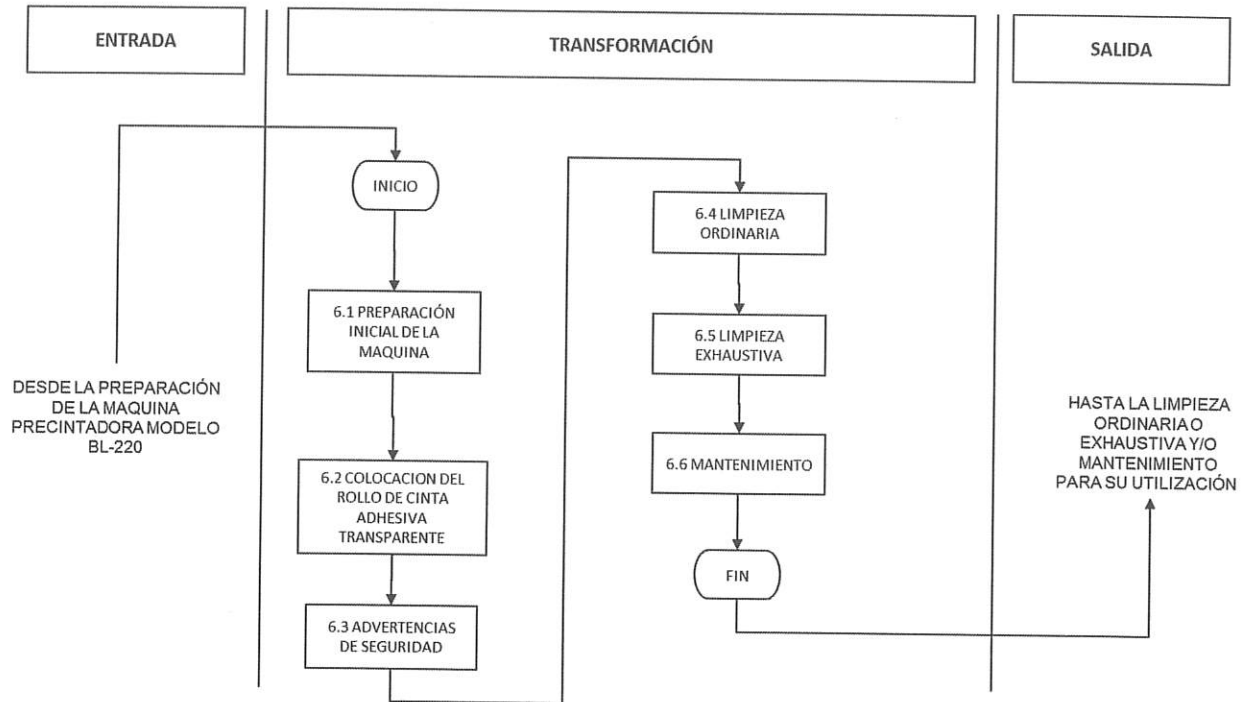 ENTRADA
TRANSFORMACIÓN
SALIDA
DESDE LA PREPARACIÓN
DE LA MAQUINA
PRECINTADORA MODELO
BL-220
INICIO
6.1 PREPARACIÓN
INICIAL DE LA
MAQUINA
6.2 COLOCACION DEL
ROLLO DE CINTA
ADHESIVA
TRANSPARENTE
6.3 ADVERTENCIAS
DE SEGURIDAD
6.4 LIMPIEZA
ORDINARIA
6.5 LIMPIEZA
EXHAUSTIVA
6.6 MANTENIMIENTO
FIN
HASTA LA LIMPIEZA
ORDINARIA O
EXHAUSTIVA Y/O
MANTENIMIENTO
PARA SU UTILIZACIÓN